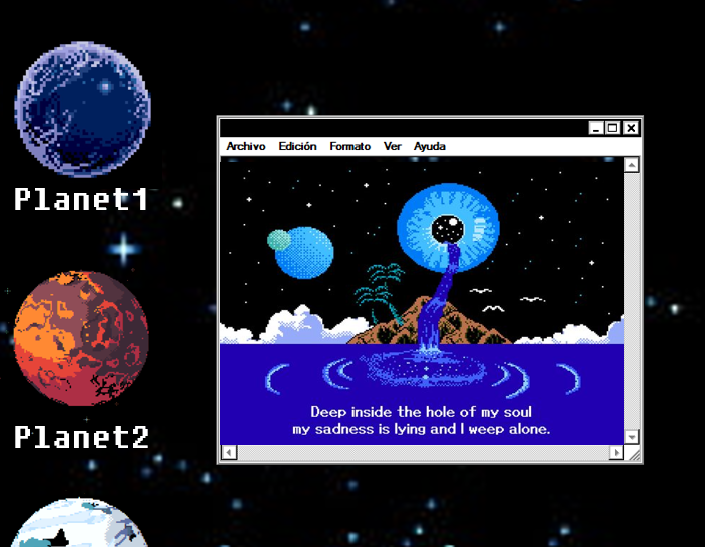 Planet1
Archivo Edición Formato Ver Ayuda
Planet2
Deep inside the hole of my soul
my sadness is lying and I weep alone.